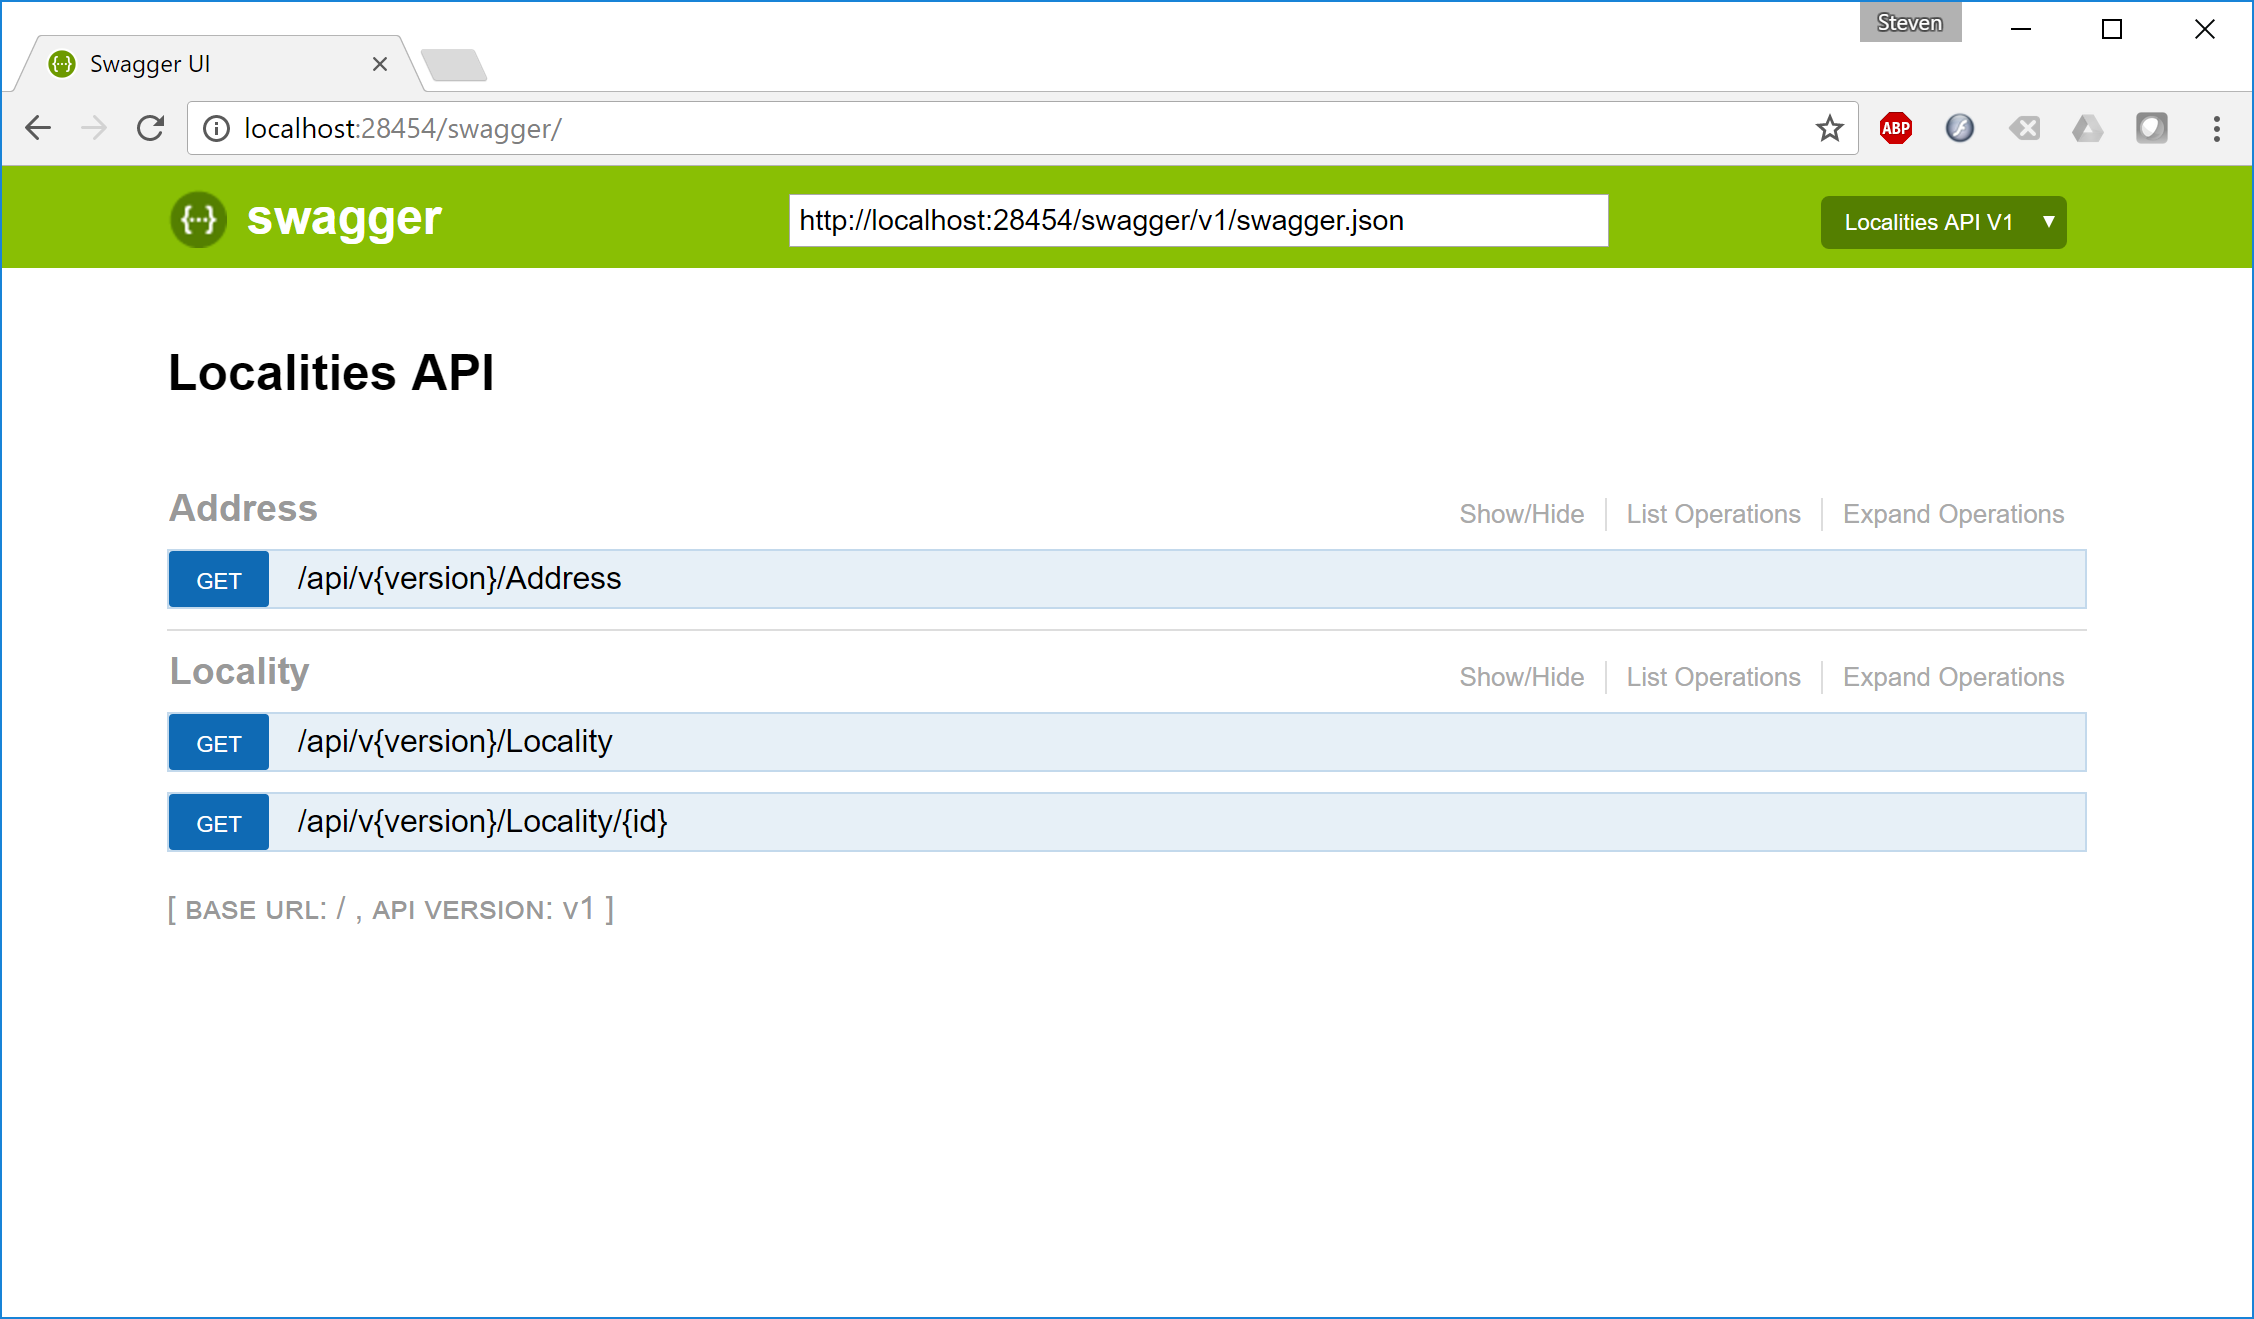 Steven
Swagger UI
localhost:28454/swagger/
ABP
{···} swagger
http://localhost:28454/swagger/v1/swagger.json
Localities API V1
Localities API
Address
Show/Hide
List Operations
Expand Operations
GET /api/v{version}/Address
Locality
Show/Hide
List Operations
Expand Operations
GET /api/v{version}/Locality
GET /api/v{version}/Locality/{id}
[ BASE URL: / , API VERSION: v1 ]